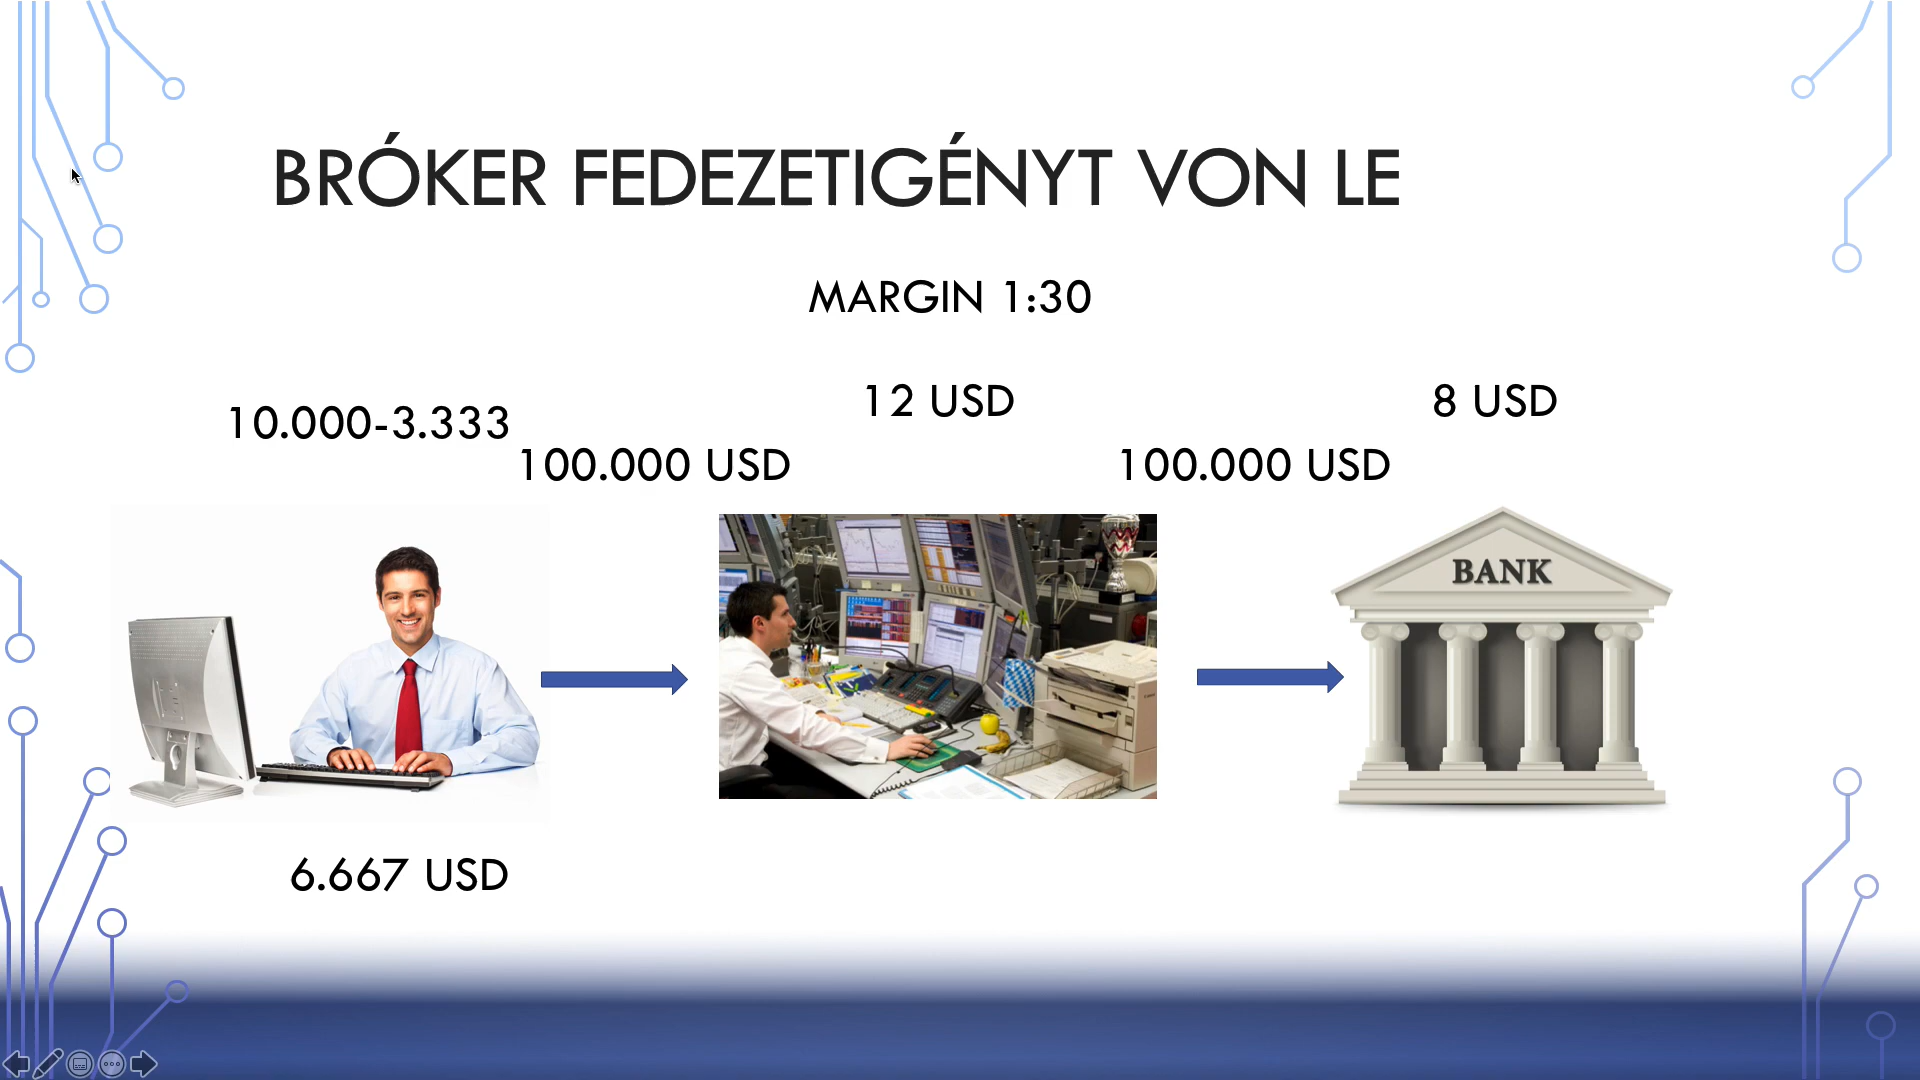 BRÓKER FEDEZETIGÉNYT VON LE
MARGIN 1:30
12 USD
8 USD
10.000-3.333
100.000 USD
100.000 USD
BANK
6.667 USD